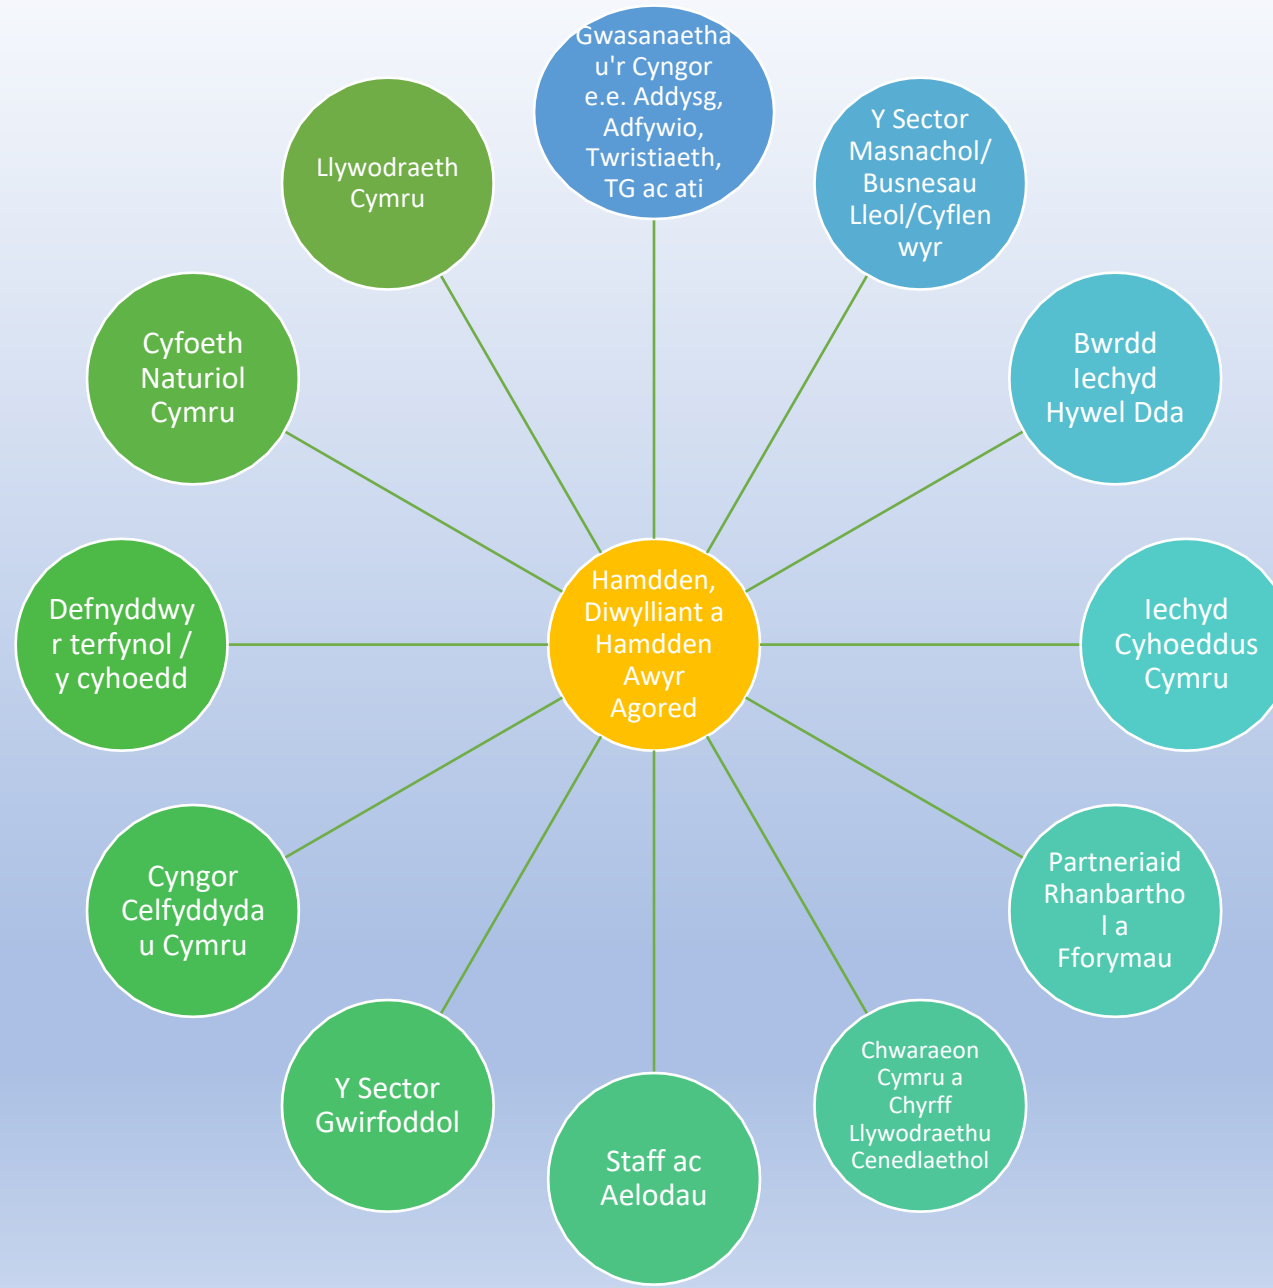 Gwasanaetha
u'r Cyngor
e.e. Addysg,
Adfywio,
Twristiaeth,
TG ac ati
Y Sector
Masnachol/
Busnesau
Lleol/Cyflen
wyr
Bwrdd
Iechyd
Hywel Dda
Iechyd
Cyhoeddus
Cymru
Partneriaid
Rhanbartho
l a
Fforymau
Chwaraeon
Cymru a
Chyrff
Llywodraethu
Cenedlaethol
Staff ac
Aelodau
Y Sector
Gwirfoddol
Cyngor
Celfyddyda
u Cymru
Defnyddwy
r terfynol /
y cyhoedd
Cyfoeth
Naturiol
Cymru
Llywodraeth
Cymru
Hamdden,
Diwylliant a
Hamdden
Awyr
Agored